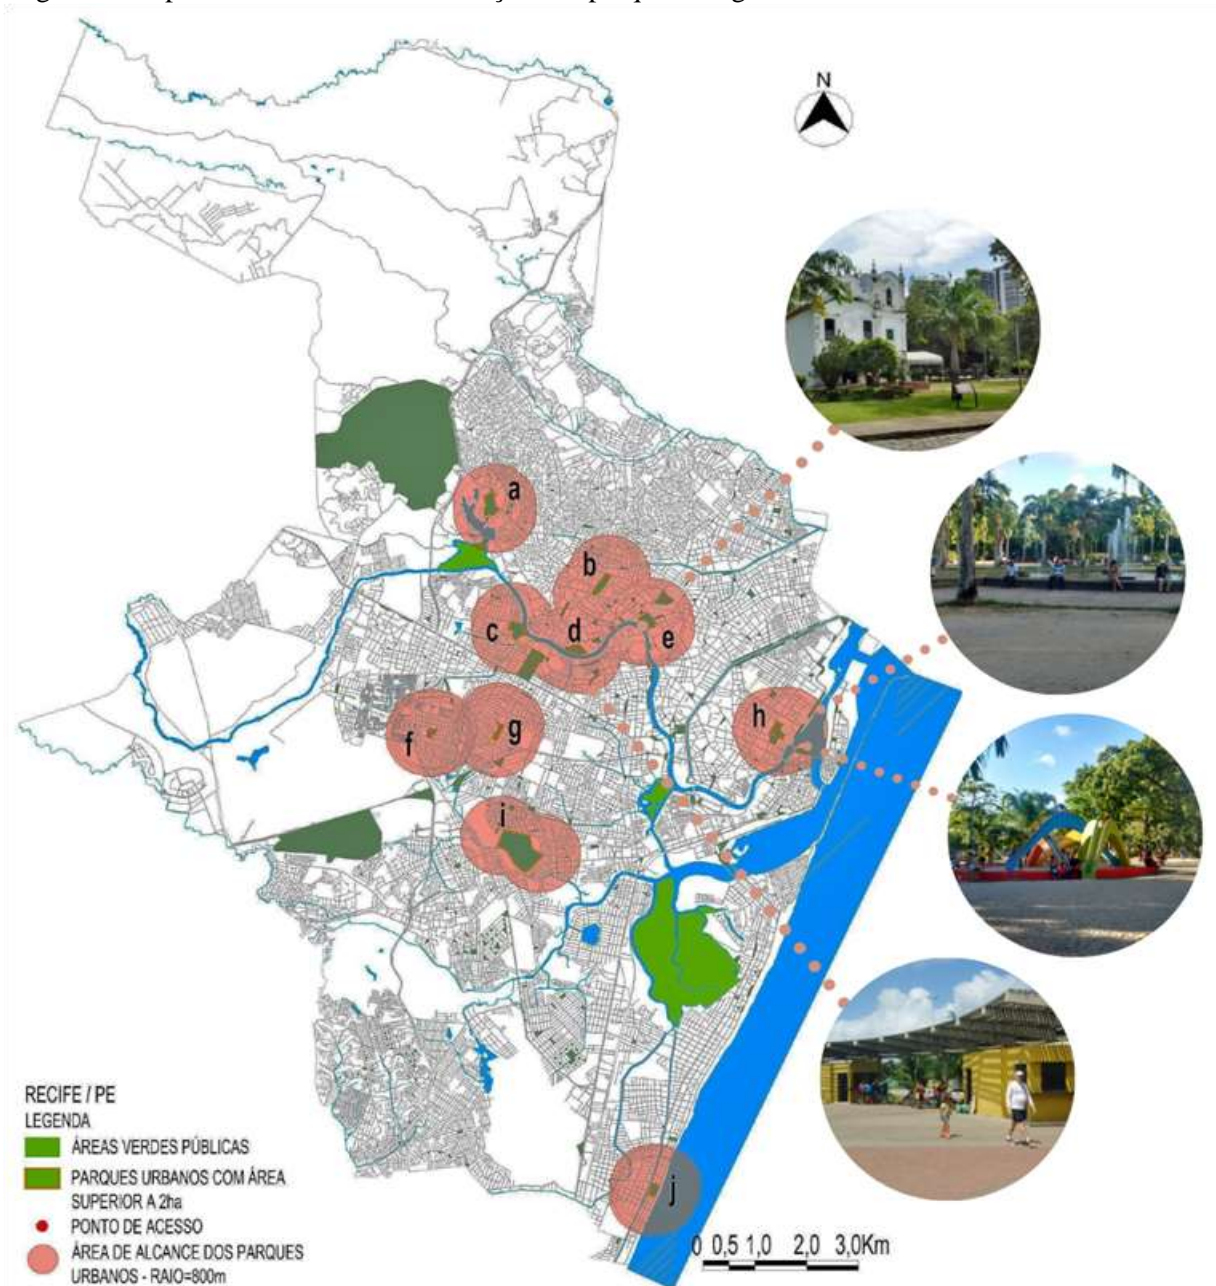 N
a
b
c
d
e
f
g
h
i
j
RECIFE / PE
LEGENDA
ÁREAS VERDES PÚBLICAS
PARQUES URBANOS COM ÁREA
SUPERIOR A 2ha
PONTO DE ACESSO
ÁREA DE ALCANCE DOS PARQUES
URBANOS - RAIO=800m
0 0,5 1,0 2,0 3,0Km